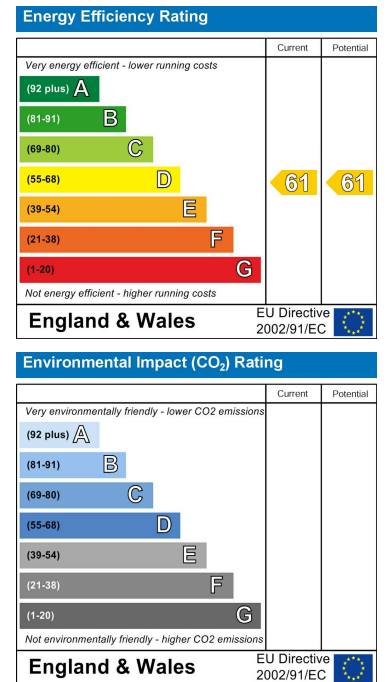 Energy Efficiency Rating
Current Potential
Very energy efficient - lower running costs
(92 plus) A
(81-91) B
(69-80) C
(55-68) D 61 61
(39-54) E
(21-38) F
(1-20) G
Not energy efficient - higher running costs
England & Wales
EU Directive
2002/91/EC
Environmental Impact (CO₂) Rating
Current Potential
Very environmentally friendly - lower CO2 emissions
(92 plus) A
(81-91) B
(69-80) C
(55-68) D
(39-54) E
(21-38) F
(1-20) G
Not environmentally friendly - higher CO2 emissions
England & Wales
EU Directive
2002/91/EC